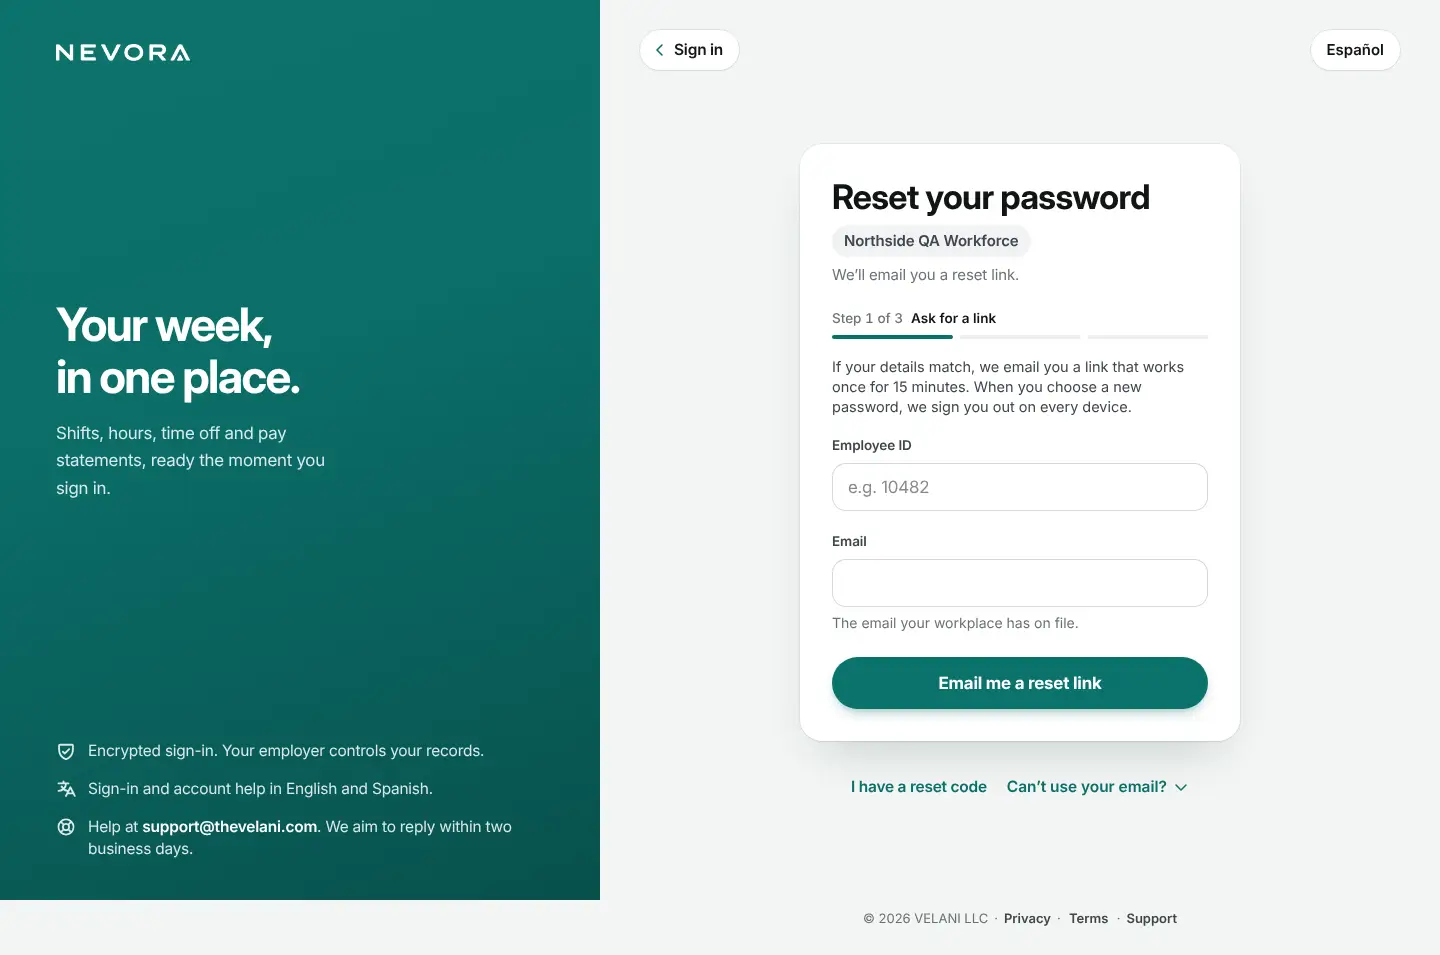 NEVORA
Your week,
in one place.
Shifts, hours, time off and pay
statements, ready the moment you
sign in.
Encrypted sign-in. Your employer controls your records.
Sign-in and account help in English and Spanish.
Help at support@thevelani.com. We aim to reply within two
business days.
Sign in
Español
Reset your password
Northside QA Workforce
We’ll email you a reset link.
Step 1 of 3 Ask for a link
If your details match, we email you a link that works
once for 15 minutes. When you choose a new
password, we sign you out on every device.
Employee ID
e.g. 10482
Email
The email your workplace has on file.
Email me a reset link
I have a reset code Can’t use your email?
© 2026 VELANI LLC · Privacy · Terms · Support